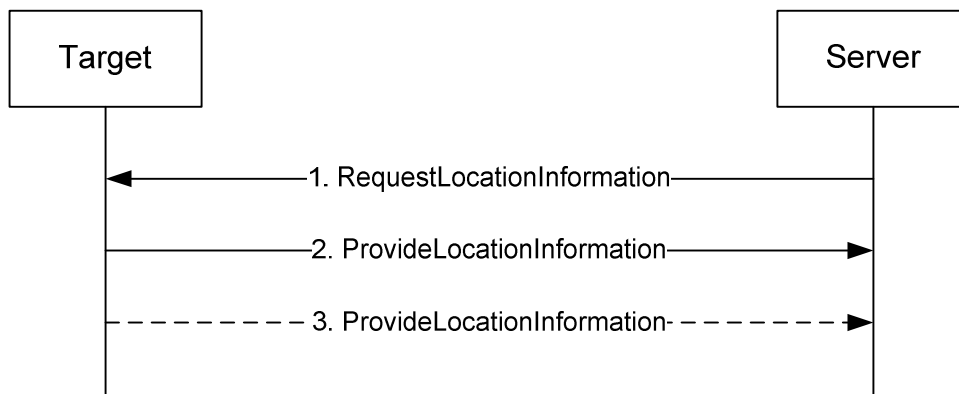 Target
Server
1. RequestLocationInformation
2. ProvideLocationInformation
3. ProvideLocationInformation